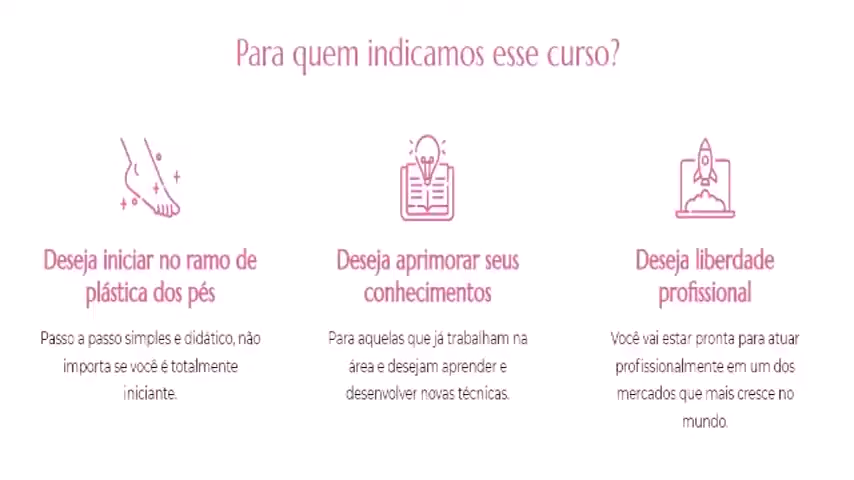 Para quem indicamos esse curso?
Deseja iniciar no ramo de
plástica dos pés
Passo a passo simples e didático, não
importa se você é totalmente
iniciante.
Deseja aprimorar seus
conhecimentos
Para aquelas que já trabalham na
área e desejam aprender e
desenvolver novas técnicas.
Deseja liberdade
profissional
Você vai estar pronta para atuar
profissionalmente em um dos
mercados que mais cresce no
mundo.